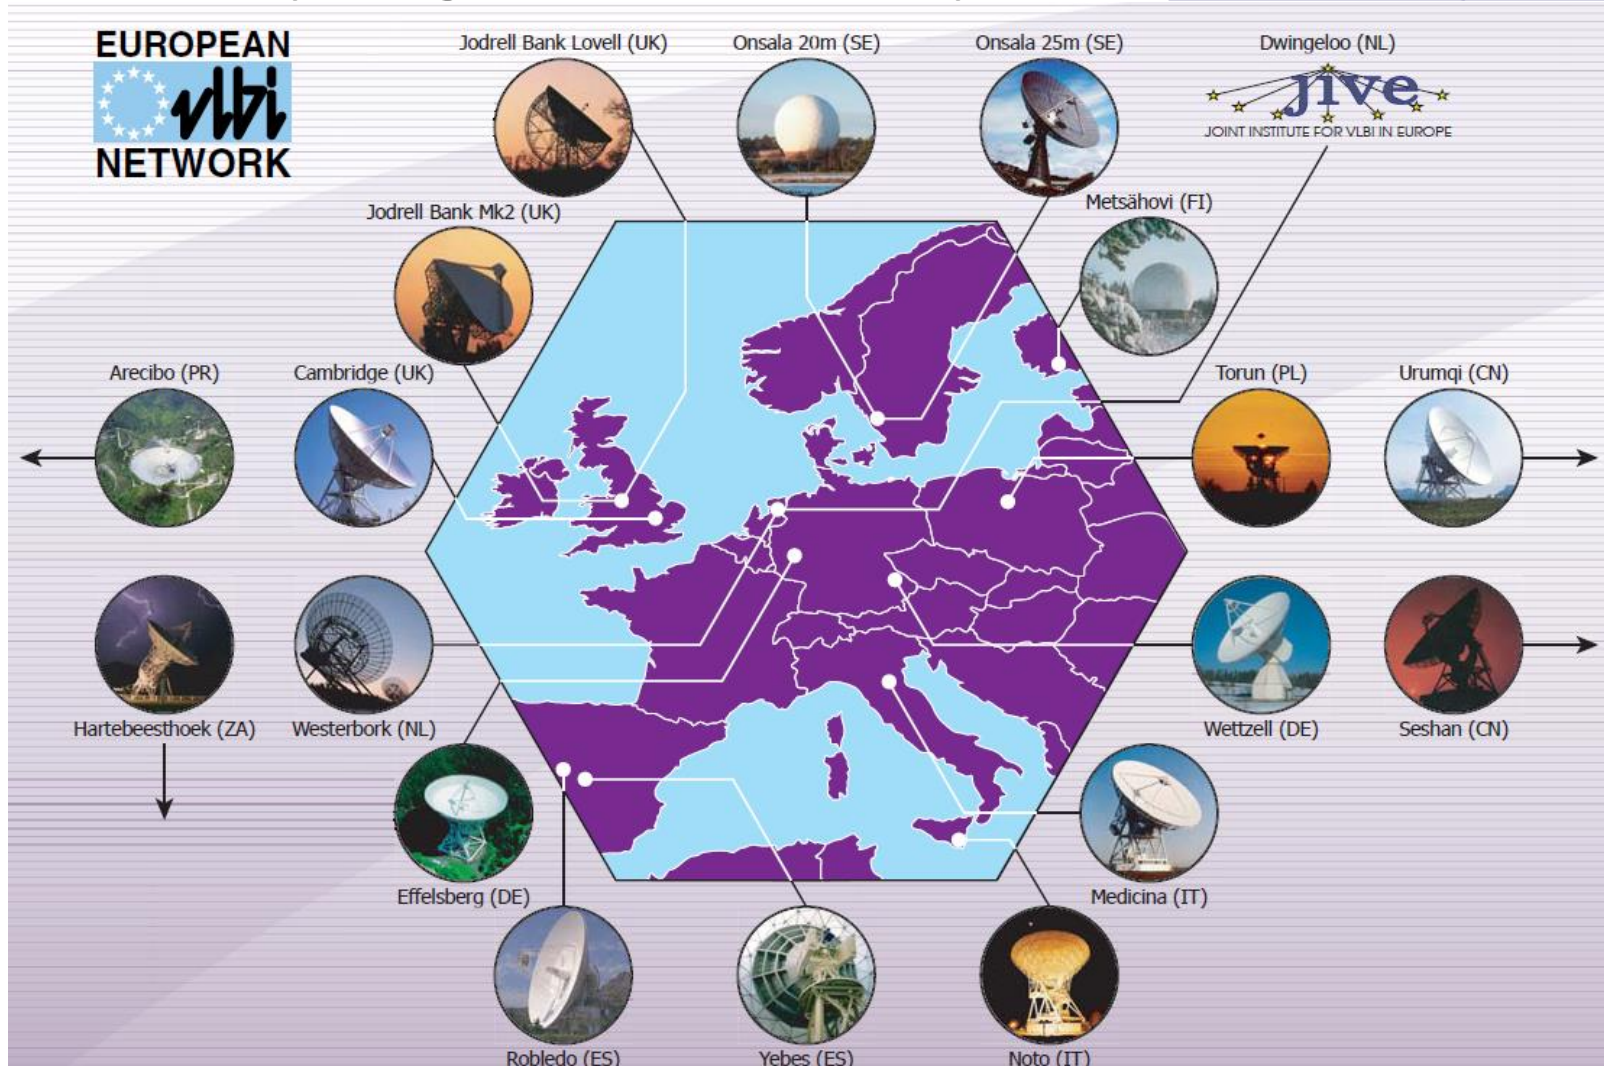 EUROPEAN
vlbi
NETWORK
Jodrell Bank Lovell (UK)
Onsala 20m (SE)
Onsala 25m (SE)
Dwingeloo (NL)
jive
JOINT INSTITUTE FOR VLBI IN EUROPE
Jodrell Bank Mk2 (UK)
Metsähovi (FI)
Arecibo (PR)
Cambridge (UK)
Torun (PL)
Urumqi (CN)
Hartebeesthoek (ZA)
Westerbork (NL)
Wettzell (DE)
Seshan (CN)
Effelsberg (DE)
Medicina (IT)
Robledo (ES)
Yebes (ES)
Noto (IT)